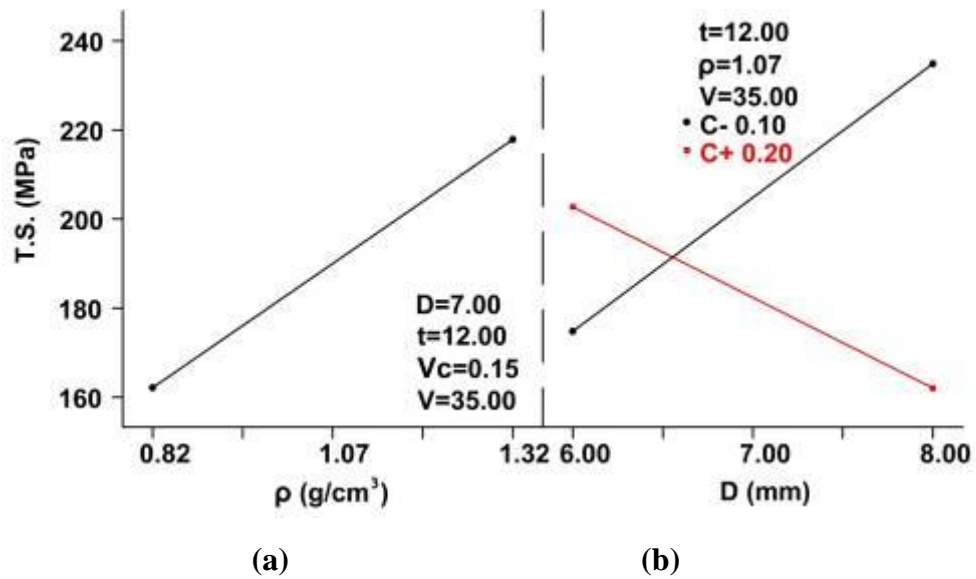 240
220
200
180
160
T.S. (MPa)
D=7.00
t=12.00
Vc=0.15
V=35.00
0.82
1.07
1.32
ρ (g/cm³)
t=12.00
ρ=1.07
V=35.00
C- 0.10
C+ 0.20
6.00
7.00
8.00
D (mm)
(a)
(b)